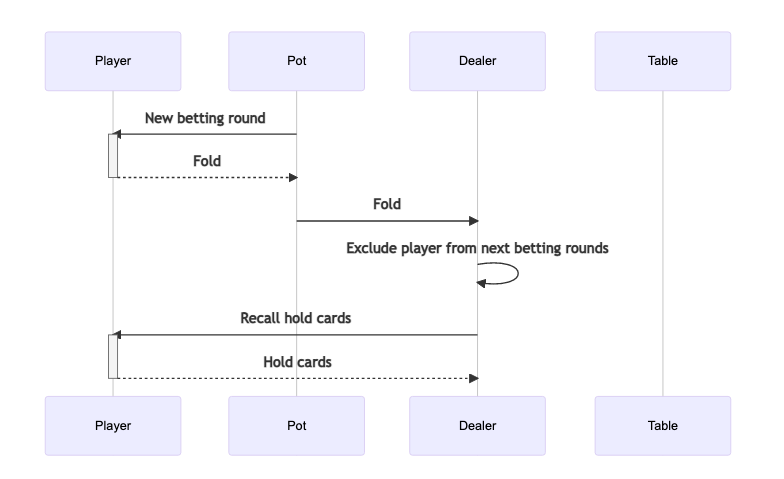 Player
Pot
Dealer
Table
New betting round
Fold
Fold
Exclude player from next betting rounds
Recall hold cards
Hold cards
Player
Pot
Dealer
Table